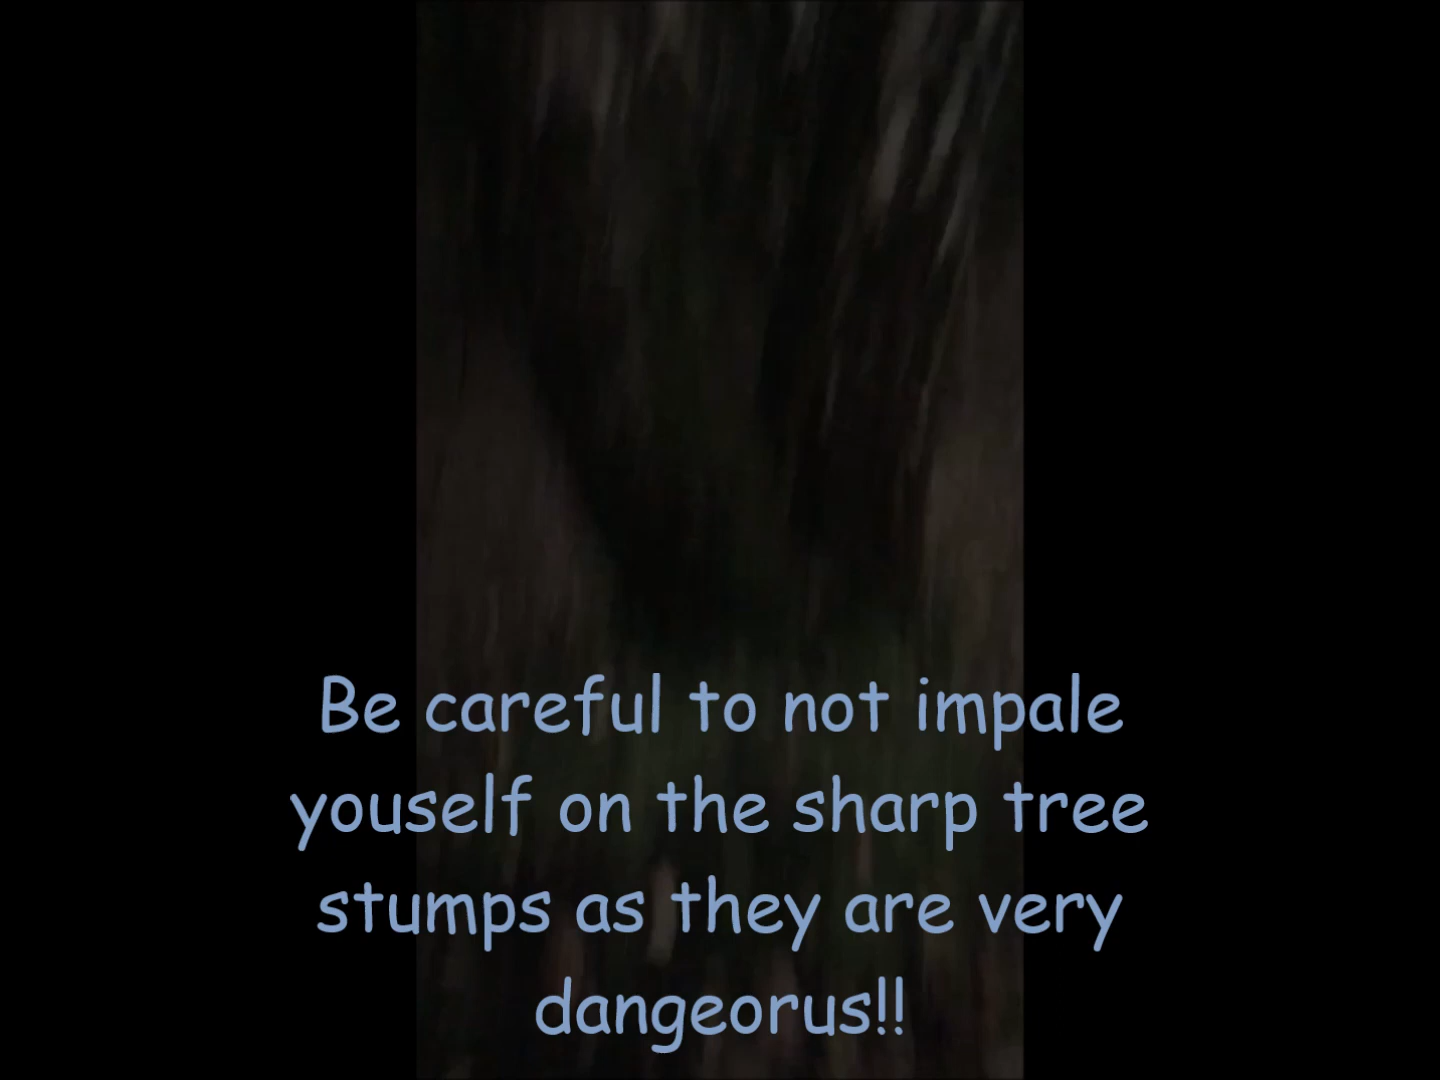 Be careful to not impale
youself on the sharp tree
stumps as they are very
dangeorus!!